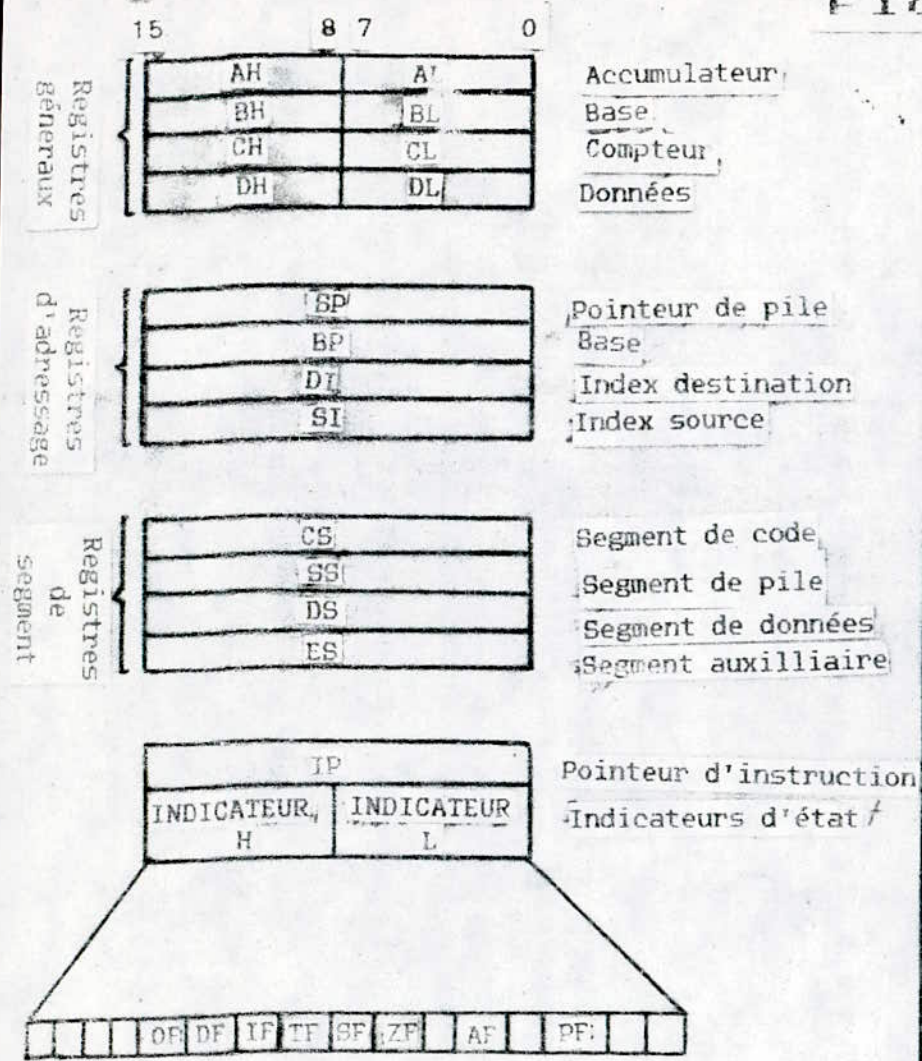 15 8 7 0
Registres
géneraux
AH A Accumulateur
BH BL Base
CH CL Compteur
DH DL Données
Registres
d'adressage
SP Pointeur de pile
BP Base
DI Index destination
SI Index source
Registres
de
segment
CS Segment de code
SS Segment de pile
DS Segment de données
ES Segment auxilliaire
IP Pointeur d'instruction
INDICATEUR INDICATEUR Indicateurs d'état
H L
OF DF IF TF SF ZF AF PF